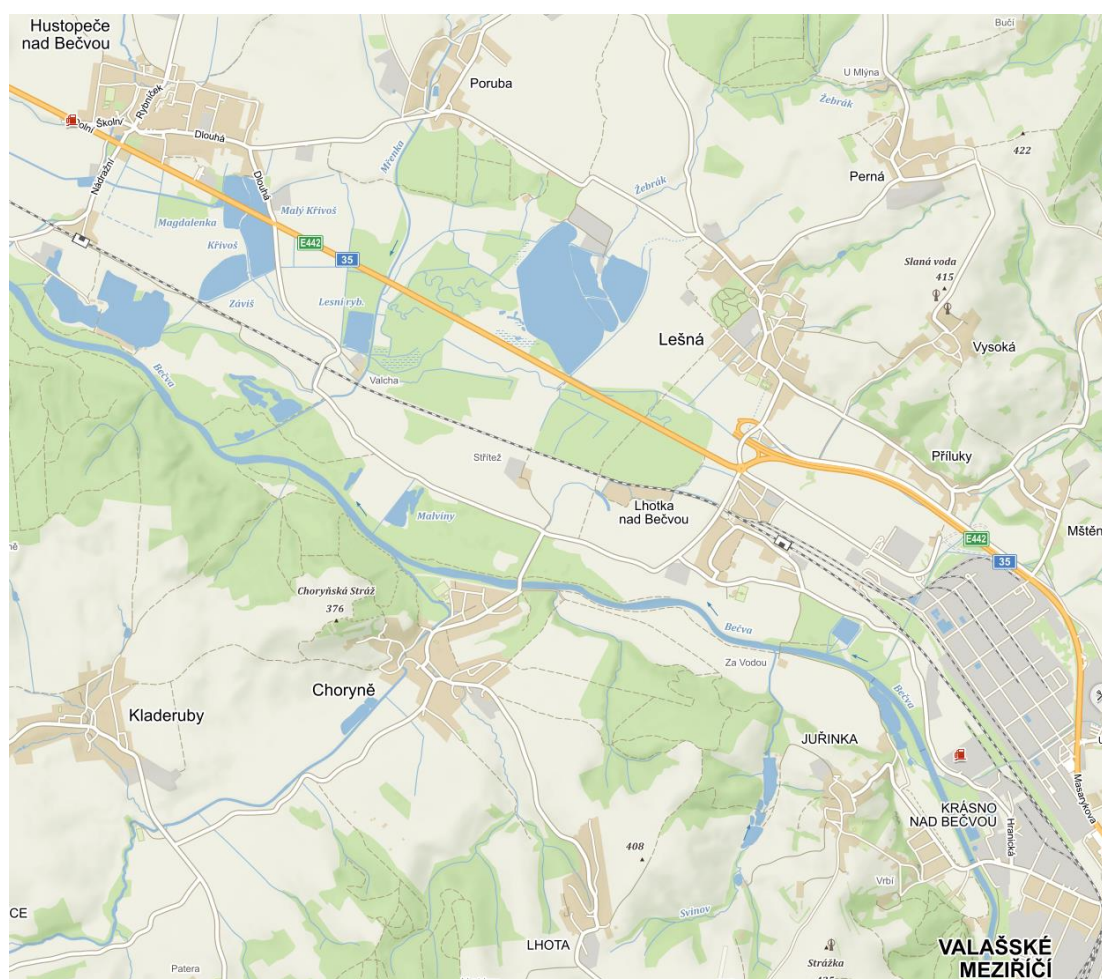 Hustopeče
nad Bečvou
Poruba
Bučí
U Mlýna
Žebrák
Rybníček
Školní
Dlouhá
Mřenka
422
Perná
Nádražní
Dlouhá
Žebrák
Magdalenka
Malý Křivoš
Křivoš
E442
35
Slaná voda
415
Záviš
Lesní ryb.
Lešná
Vysoká
Bečva
Valcha
Střítež
Příluky
Malviny
Lhotka
nad Bečvou
Mštěn
E442
35
Choryňská Stráž
376
Bečva
Za Vodou
Bečva
Choryně
Kladeruby
JUŘINKA
Masarykova
KRÁSNO
NAD BEČVOU
Hranická
408
Vrbí
Svinov
CE
LHOTA
VALAŠSKÉ
MEZIŘÍČÍ
Strážka
Patera